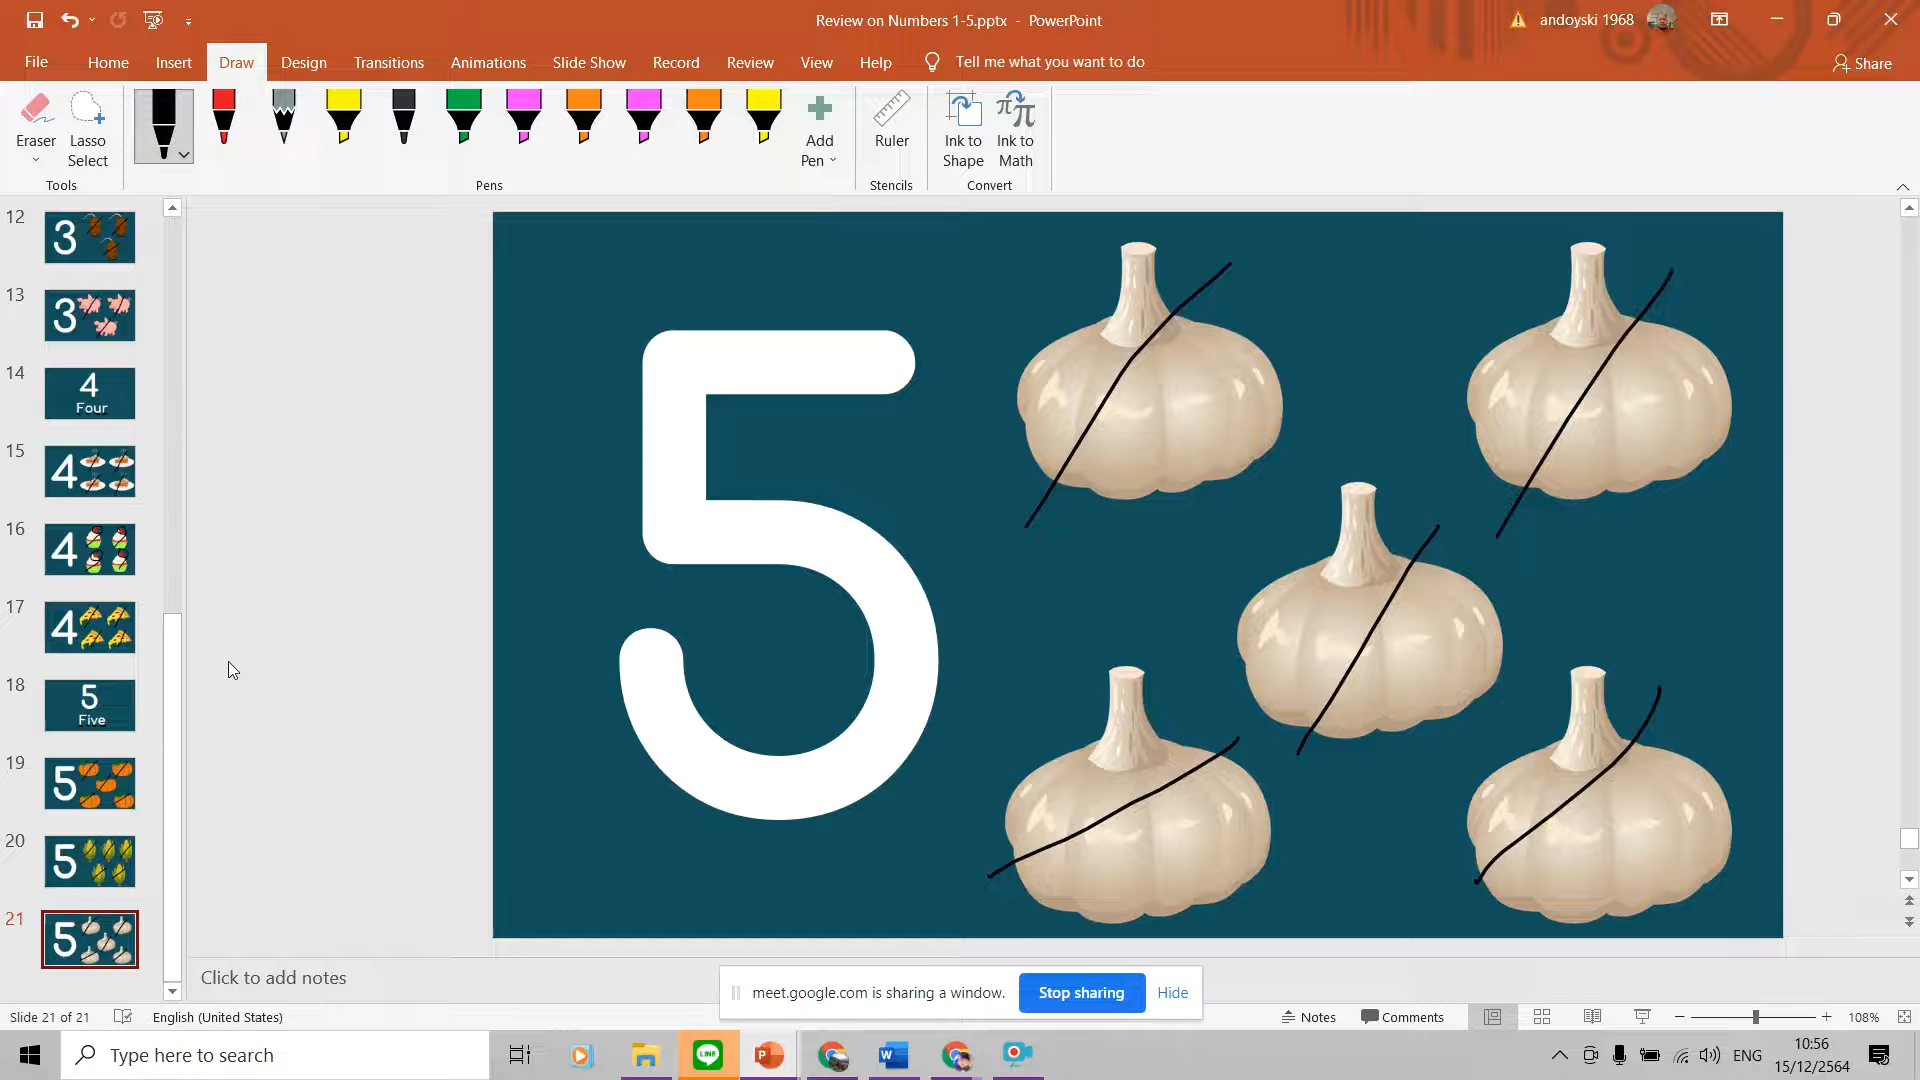 Review on Numbers 1-5.pptx - PowerPoint
andoyski 1968
File Home Insert Draw Design Transitions Animations Slide Show Record Review View Help Tell me what you want to do
Share
Eraser
Lasso Select
Tools
Pens
Add Pen
Ruler
Stencils
Ink to Shape
Ink to Math
Convert
12
3
13
3
14
4
Four
15
4
16
4
17
4
18
5
Five
19
5
20
5
21
5
5
Click to add notes
meet.google.com is sharing a window.
Stop sharing
Hide
Slide 21 of 21
English (United States)
Notes
Comments
108%
Type here to search
LINE
P
W
ENG
10:56
15/12/2564